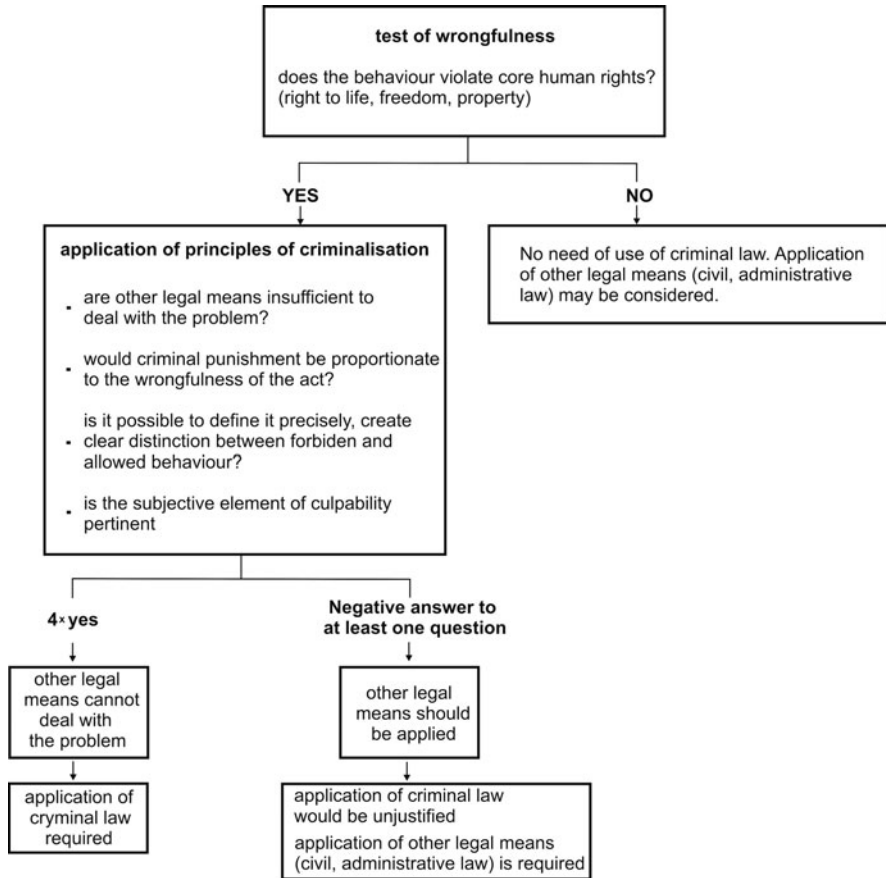 test of wrongfulness
does the behaviour violate core human rights?
(right to life, freedom, property)
YES
NO
application of principles of criminalisation
- are other legal means insufficient to
deal with the problem?
- would criminal punishment be proportionate
to the wrongfulness of the act?
is it possible to define it precisely, create
- clear distinction between forbiden and
allowed behaviour?
- is the subjective element of culpability
pertinent
No need of use of criminal law. Application
of other legal means (civil, administrative
law) may be considered.
4x yes
Negative answer to
at least one question
other legal
means cannot
deal with
the problem
other legal
means should
be applied
application of
cryminal law
required
application of criminal law
would be unjustified
application of other legal means
(civil, administrative law) is required